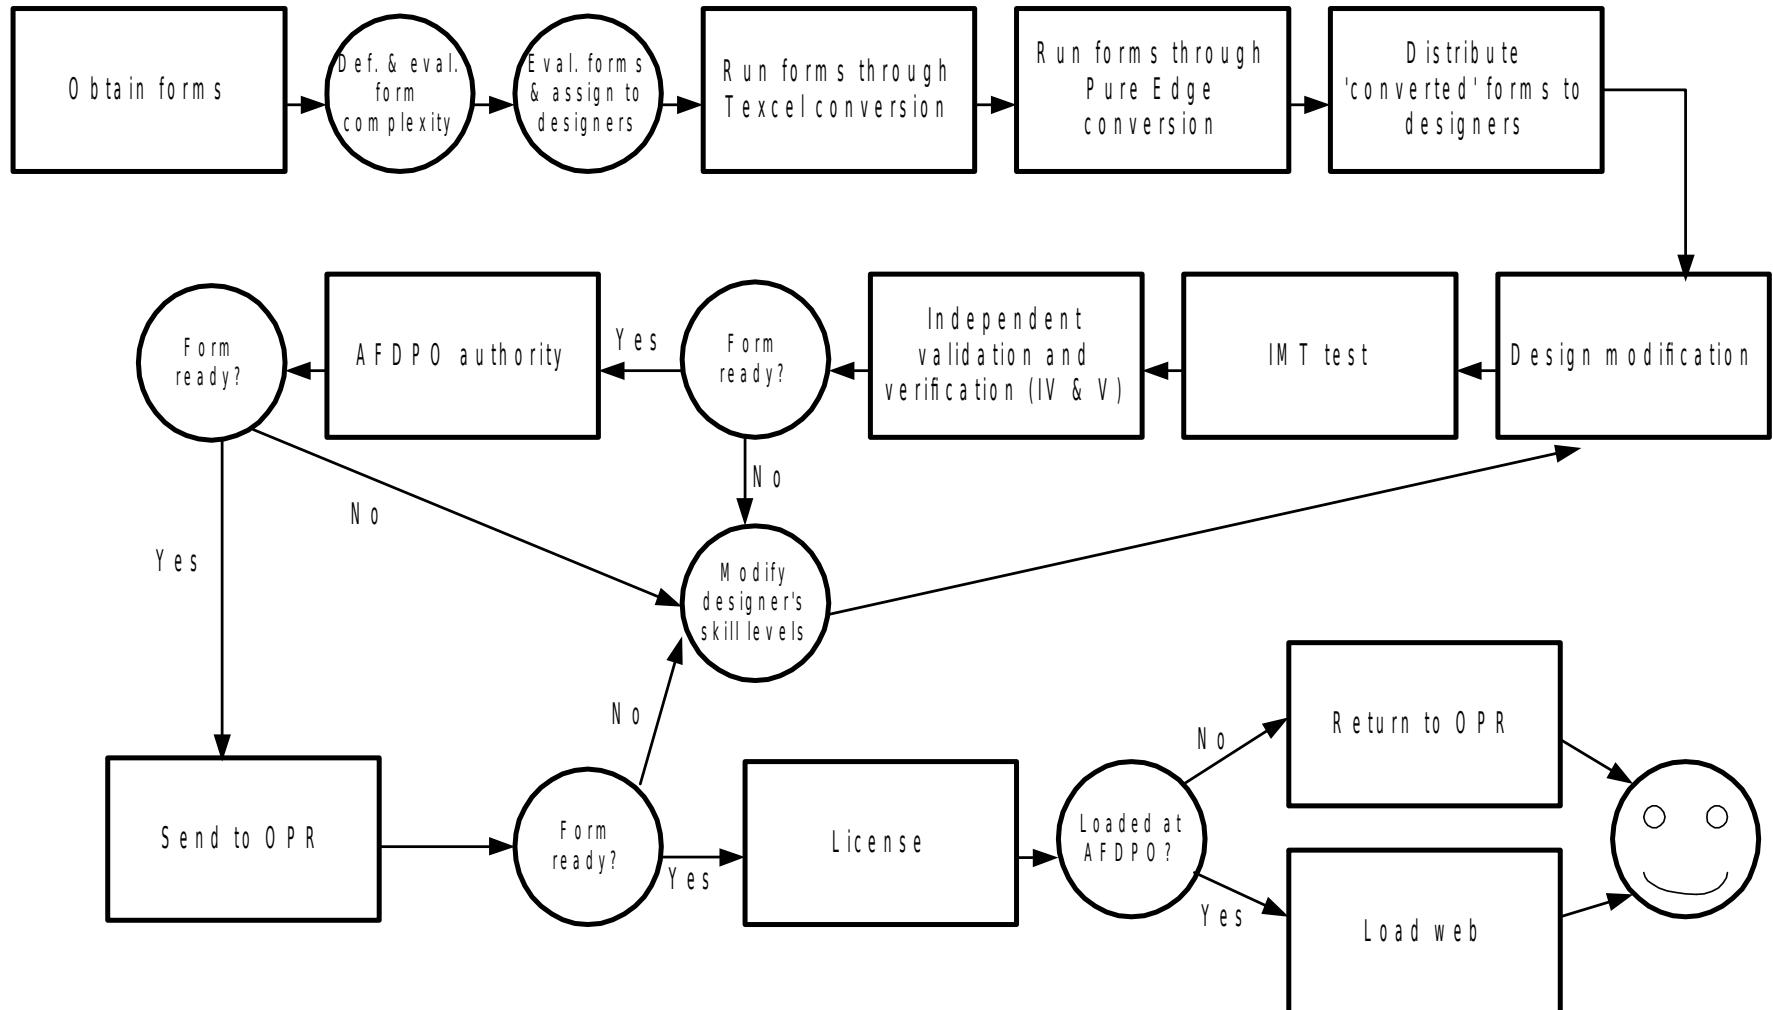 Obtain forms
Def. & eval.
form
complexity
Eval. forms
& assign to
designers
Run forms through
Texcel conversion
Run forms through
Pure Edge
conversion
Distribute
'converted' forms to
designers
Form
ready?
AFDPO authority
Yes
Form
ready?
Independent
validation and
verification (IV & V)
IMT test
Design modification
No
No
Yes
Modify
designer's
skill levels
No
Send to OPR
Form
ready?
Yes
License
Loaded at
AFDPO?
No
Yes
Return to OPR
Load web